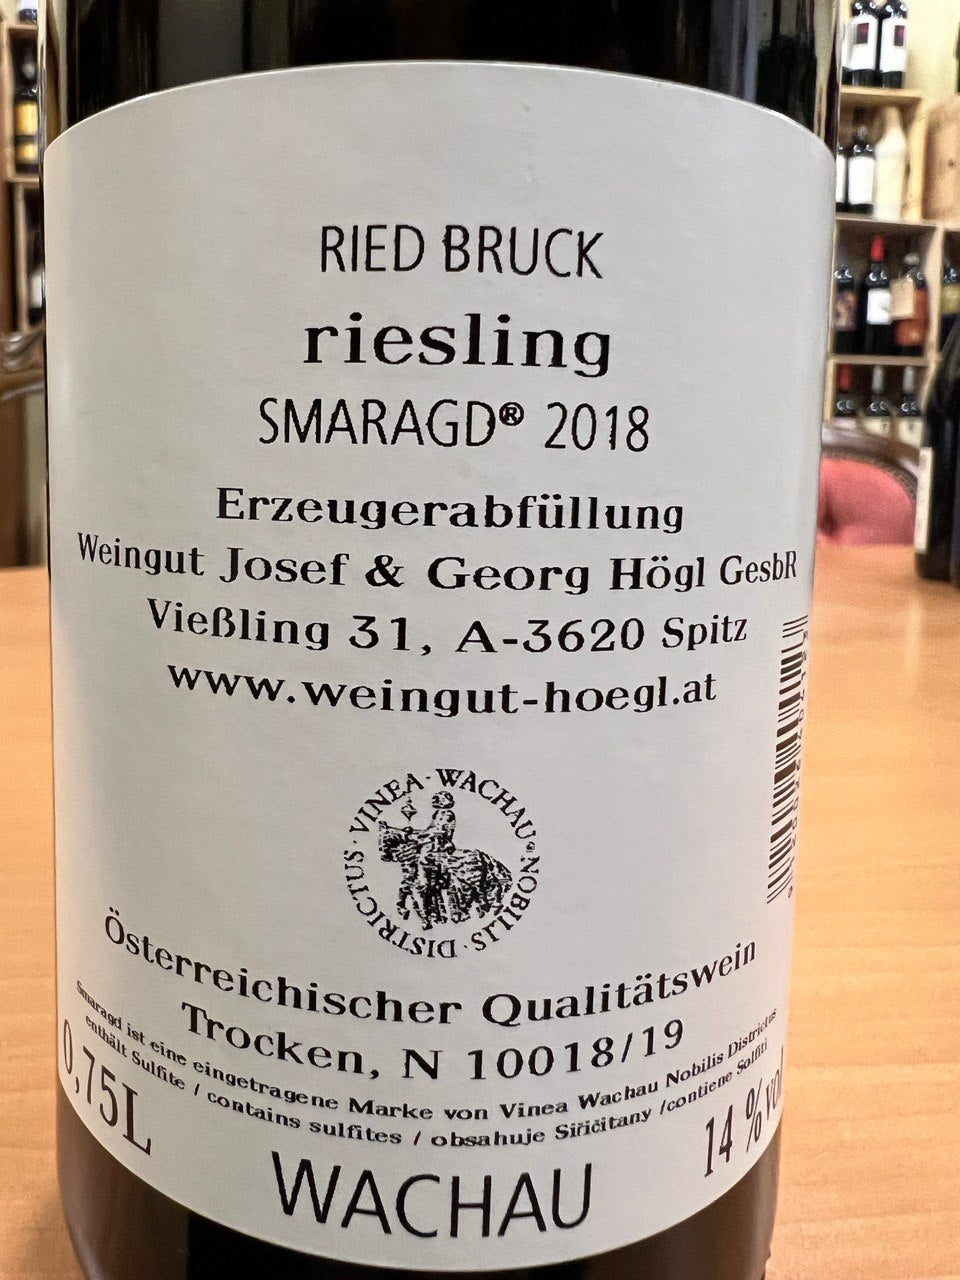 RIED BRUCK
riesling
SMARAGD® 2018
Erzeugerabfüllung
Weingut Josef & Georg Högl GesbR
Vießling 31, A-3620 Spitz
www.weingut-hoegl.at
VINEA · WACHAU · NOBILIS · DISTRICTUS ·
Österreichischer Qualitätswein
Trocken, N 10018/19
Smaragd ist eine eingetragene Marke von Vinea Wachau Nobilis Districtus
enthält Sulfite / contains sulfites / obsahuje Siřičitany /contiene Solfiti
0,75L
14 % vol
WACHAU